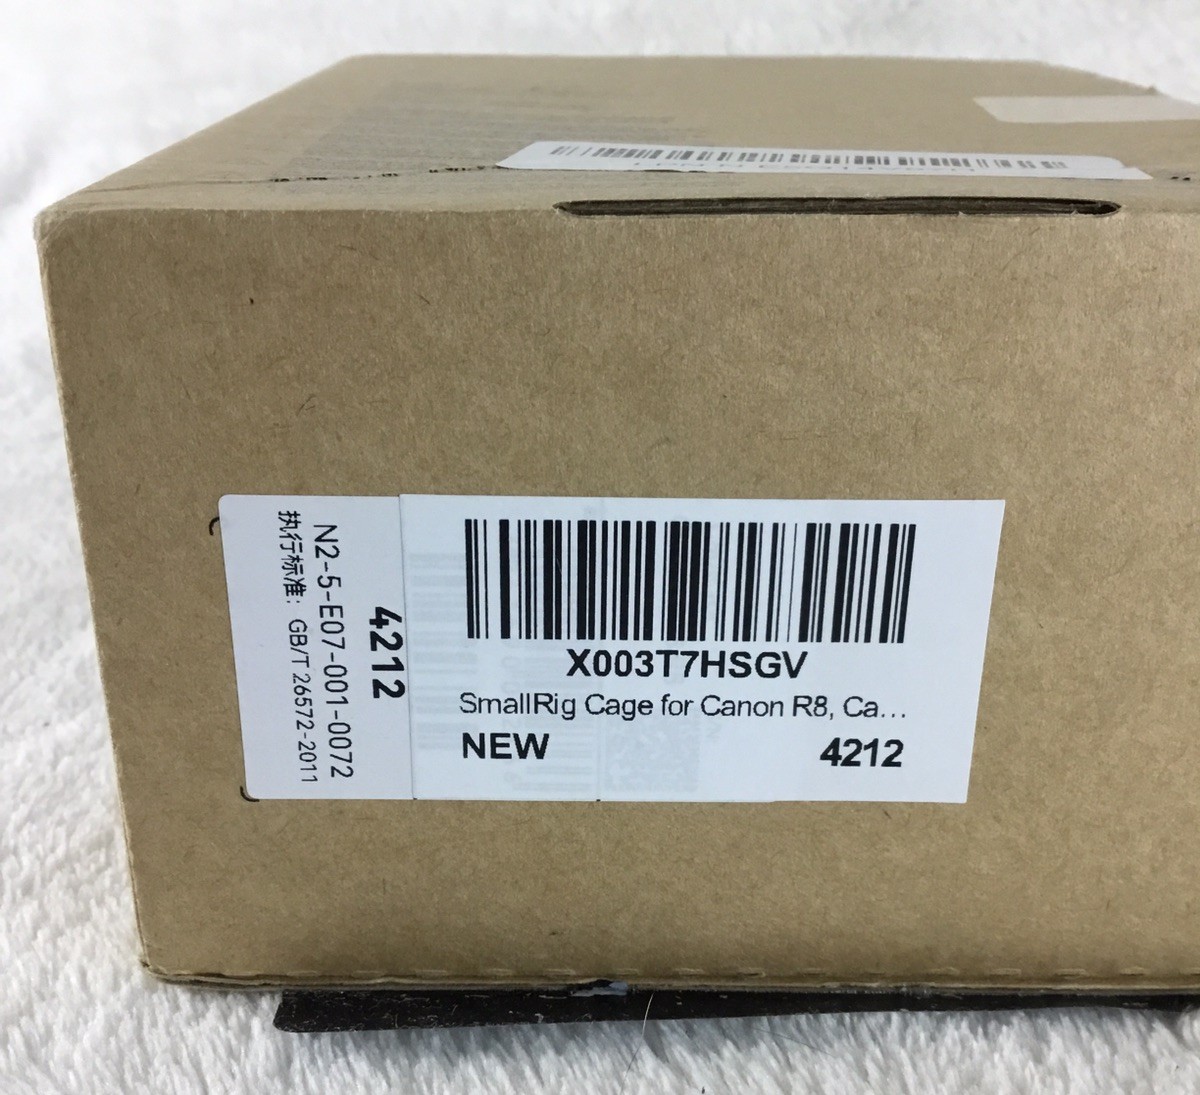 X003T7HSGV
SmallRig Cage for Canon R8, Ca...
NEW 4212
4212
N2-5-E07-001-0072
执行标准: GB/T 26572-2011